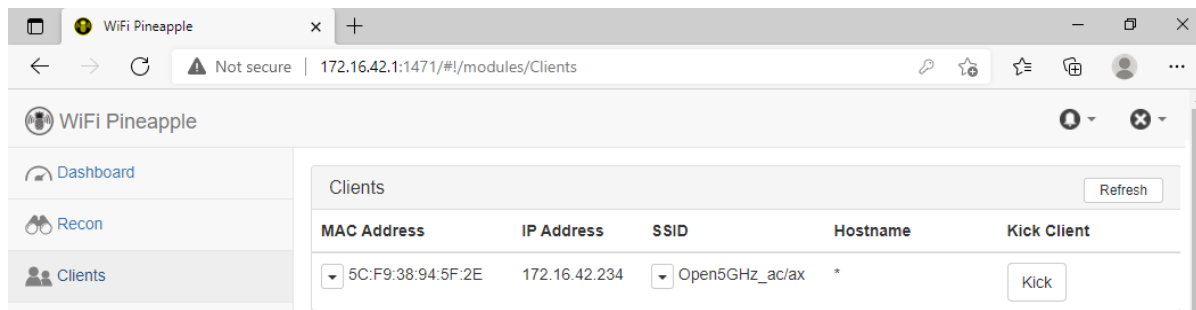 WiFi Pineapple
Not secure | 172.16.42.1:1471/#!/modules/Clients
WiFi Pineapple
Dashboard
Recon
Clients
Clients
Refresh
MAC Address IP Address SSID Hostname Kick Client
5C:F9:38:94:5F:2E 172.16.42.234 Open5GHz_ac/ax * Kick